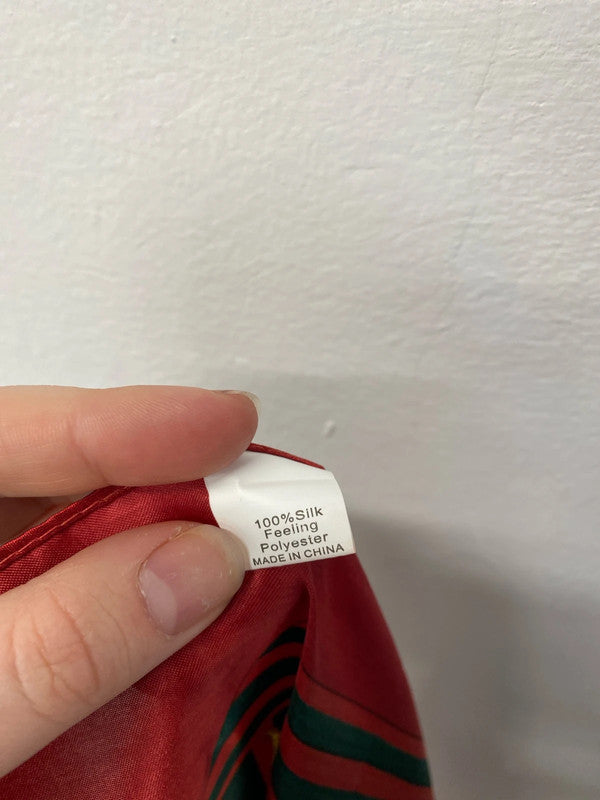 100%Silk
Feeling
Polyester
MADE IN CHINA